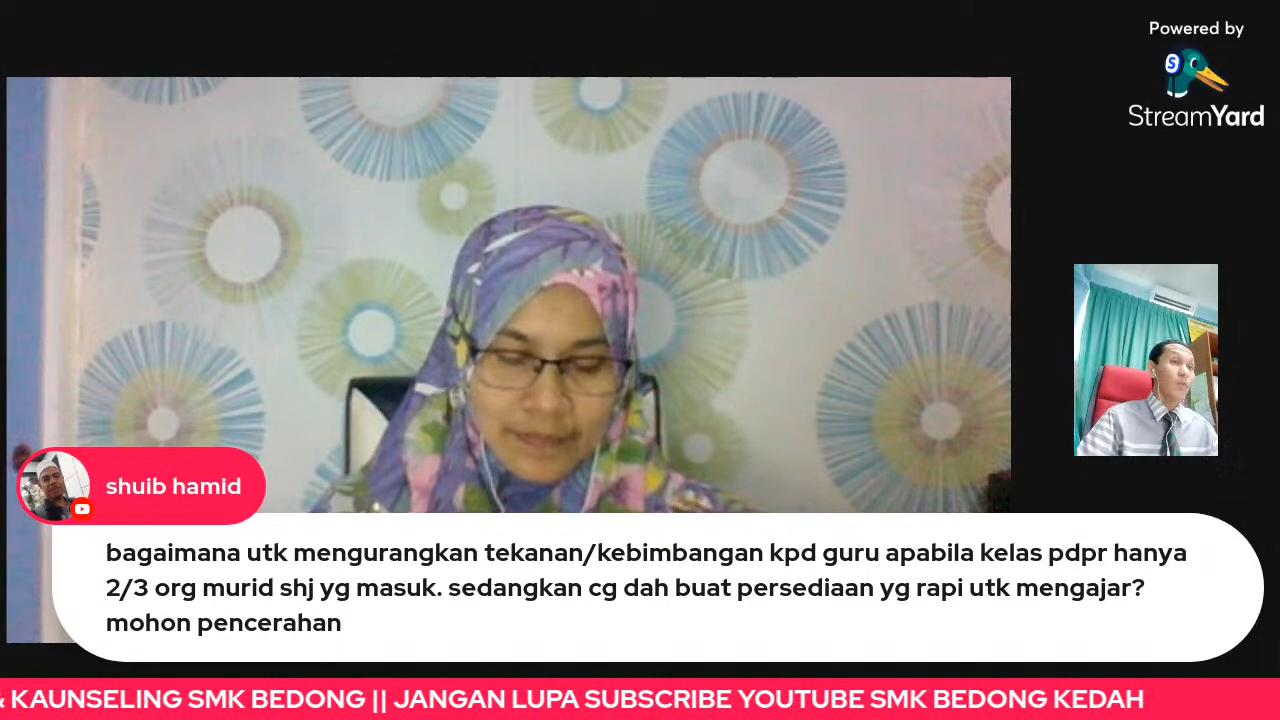 Powered by
S
StreamYard
shuib hamid
bagaimana utk mengurangkan tekanan/kebimbangan kpd guru apabila kelas pdpr hanya
2/3 org murid shj yg masuk. sedangkan cg dah buat persediaan yg rapi utk mengajar?
mohon pencerahan
& KAUNSELING SMK BEDONG || JANGAN LUPA SUBSCRIBE YOUTUBE SMK BEDONG KEDAH